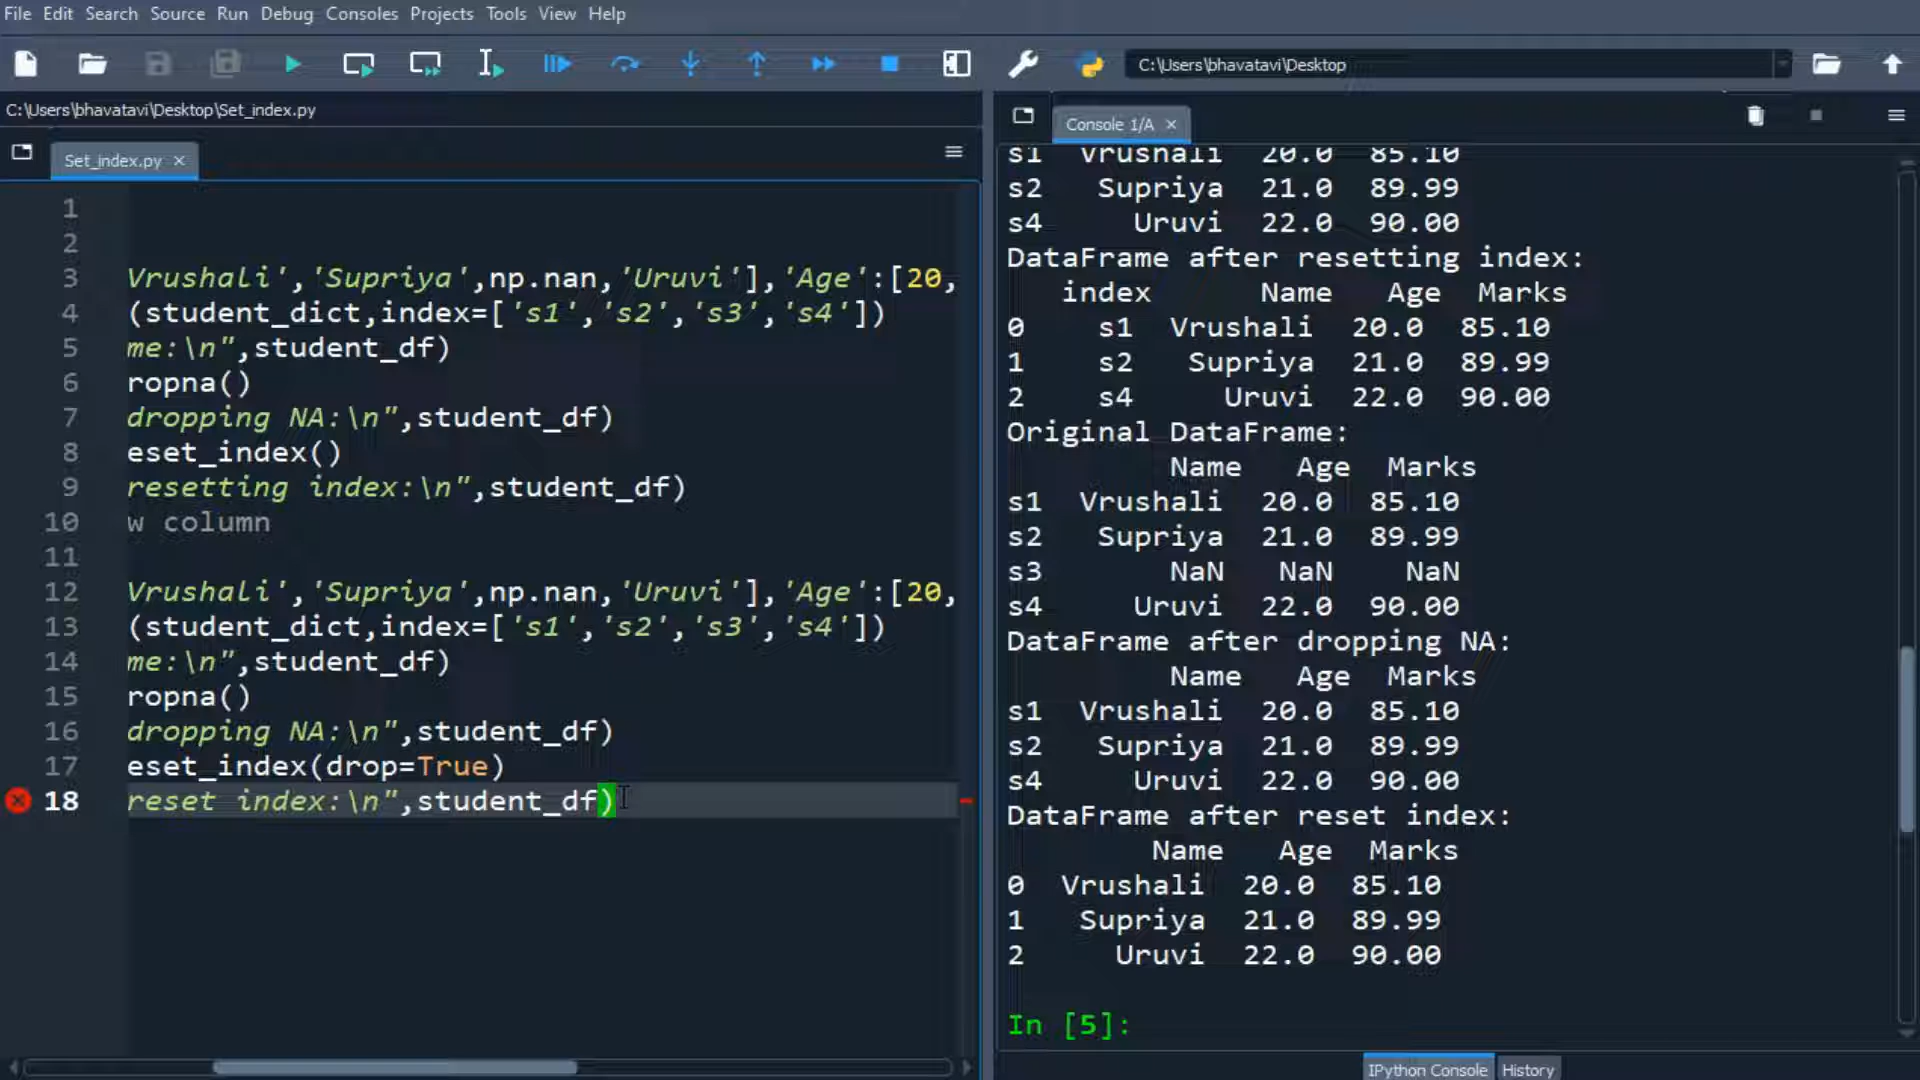 File Edit Search Source Run Debug Consoles Projects Tools View Help
C:\Users\bhavatavi\Desktop
C:\Users\bhavatavi\Desktop\Set_index.py
Set_index.py
1
2
3 Vrushali','Supriya',np.nan,'Uruvi'],'Age':[20,
4 (student_dict,index=['s1','s2','s3','s4'])
5 me:\n",student_df)
6 ropna()
7 dropping NA:\n",student_df)
8 eset_index()
9 resetting index:\n",student_df)
10 w column
11
12 Vrushali','Supriya',np.nan,'Uruvi'],'Age':[20,
13 (student_dict,index=['s1','s2','s3','s4'])
14 me:\n",student_df)
15 ropna()
16 dropping NA:\n",student_df)
17 eset_index(drop=True)
18 reset index:\n",student_df)
Console 1/A
s1 Vrushali 20.0 85.10
s2 Supriya 21.0 89.99
s4 Uruvi 22.0 90.00
DataFrame after resetting index:
index Name Age Marks
0 s1 Vrushali 20.0 85.10
1 s2 Supriya 21.0 89.99
2 s4 Uruvi 22.0 90.00
Original DataFrame:
Name Age Marks
s1 Vrushali 20.0 85.10
s2 Supriya 21.0 89.99
s3 NaN NaN NaN
s4 Uruvi 22.0 90.00
DataFrame after dropping NA:
Name Age Marks
s1 Vrushali 20.0 85.10
s2 Supriya 21.0 89.99
s4 Uruvi 22.0 90.00
DataFrame after reset index:
Name Age Marks
0 Vrushali 20.0 85.10
1 Supriya 21.0 89.99
2 Uruvi 22.0 90.00
In [5]:
IPython Console History